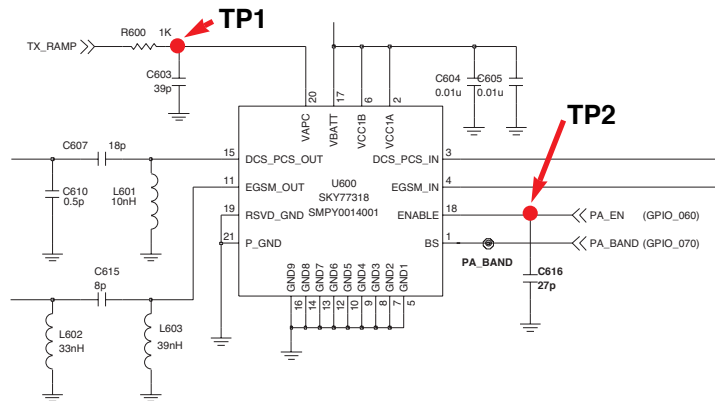 TP1
R600 1K
TX_RAMP
C603
39p
C604
0.01u
C605
0.01u
TP2
20 17 6 2
VAPC VBATT VCC1B VCC1A
C607 18p
15 DCS_PCS_OUT DCS_PCS_IN 3
C610
0.5p
L601
10nH
11 EGSM_OUT EGSM_IN 4
U600
SKY77318
SMPY0014001
19 RSVD_GND ENABLE 18
PA_EN (GPIO_060)
21 P_GND BS 1
PA_BAND
PA_BAND (GPIO_070)
C615
8p
C616
27p
GND9 GND8 GND7 GND6 GND5 GND4 GND3 GND2 GND1
16 14 13 12 10 9 8 7 5
L602
33nH
L603
39nH